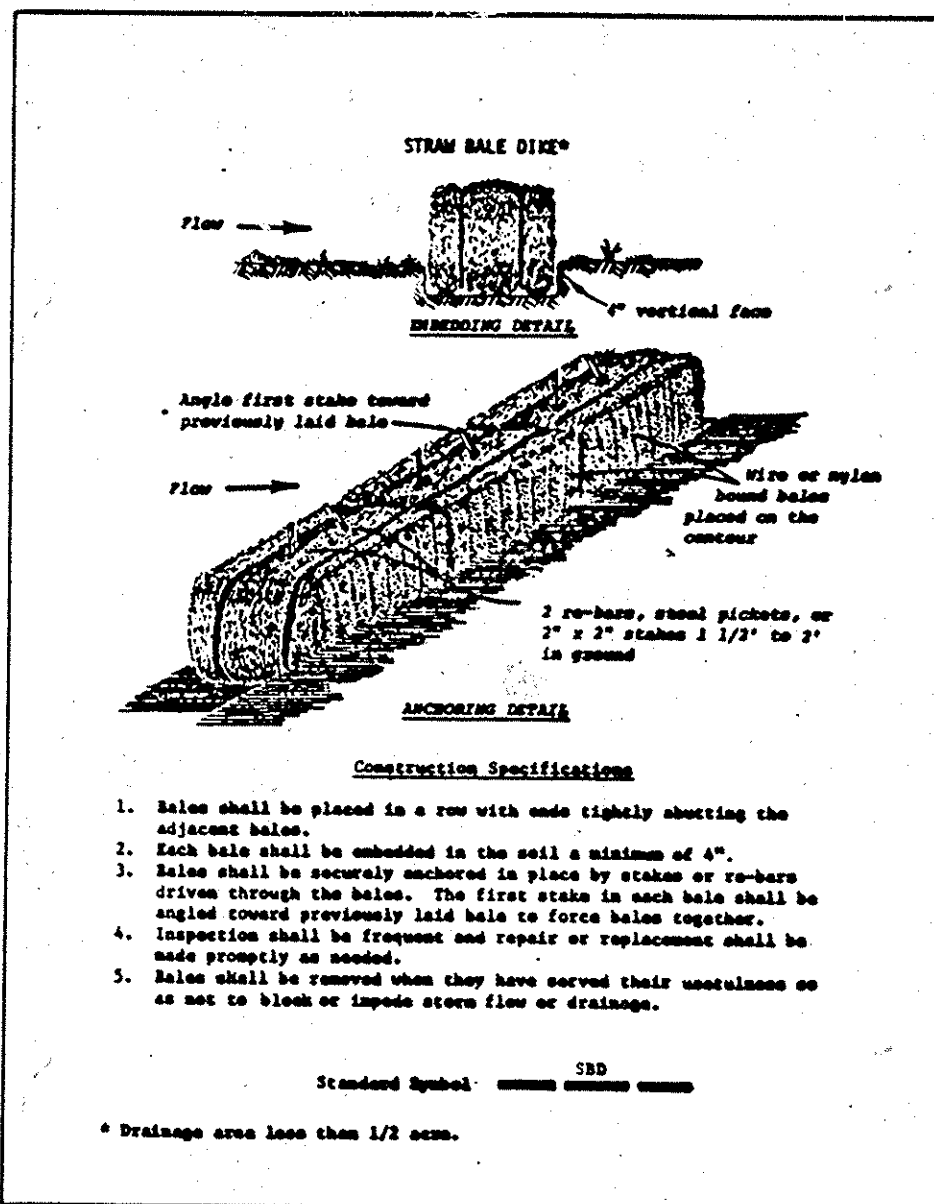 STRAW BALE DIKE*
Flow
4" vertical face
EMBEDDING DETAIL
Angle first stake toward
previously laid bale
Flow
Wire or nylon
bound bales
placed on the
contour
2 re-bars, steel pickets, or
2" x 2" stakes 1 1/2' to 2'
in ground
ANCHORING DETAIL
Construction Specifications
1. Bales shall be placed in a row with ends tightly abutting the
adjacent bales.
2. Each bale shall be embedded in the soil a minimum of 4".
3. Bales shall be securely anchored in place by stakes or re-bars
driven through the bales. The first stake in each bale shall be
angled toward previously laid bale to force bales together.
4. Inspection shall be frequent and repair or replacement shall be
made promptly as needed.
5. Bales shall be removed when they have served their usefulness so
as not to block or impede storm flow or drainage.
SBD
Standard Symbol
* Drainage area less than 1/2 acre.